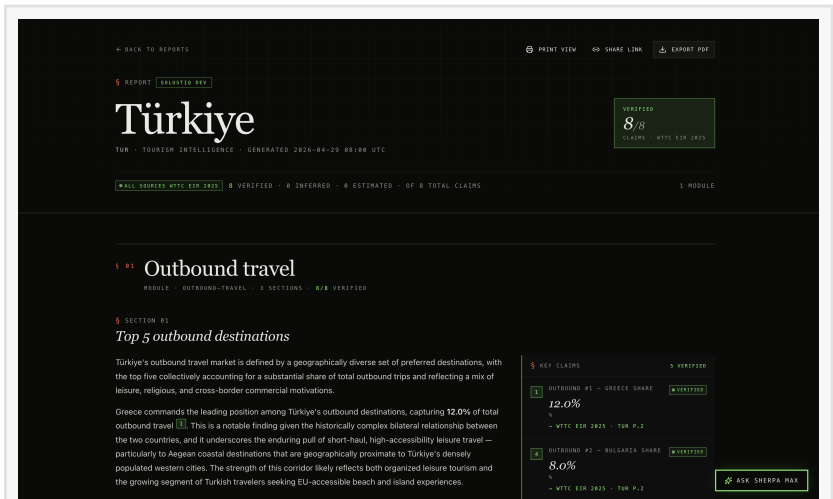 ← BACK TO REPORTS
PRINT VIEW
SHARE LINK
EXPORT PDF
§ REPORT SOLUSTIQ DEV
Türkiye
TUR · TOURISM INTELLIGENCE · GENERATED 2026-04-29 08:00 UTC
VERIFIED
8/8
CLAIMS · WTTC EIR 2025
ALL SOURCES WTTC EIR 2025 8 VERIFIED · 0 INFERRED · 0 ESTIMATED · OF 8 TOTAL CLAIMS
1 MODULE
§ 01 Outbound travel
MODULE · OUTBOUND-TRAVEL · 3 SECTIONS · 8/8 VERIFIED
§ SECTION 01
Top 5 outbound destinations
Türkiye's outbound travel market is defined by a geographically diverse set of preferred destinations, with
the top five collectively accounting for a substantial share of total outbound trips and reflecting a mix of
leisure, religious, and cross-border commercial motivations.
Greece commands the leading position among Türkiye's outbound destinations, capturing 12.0% of total
outbound travel 1. This is a notable finding given the historically complex bilateral relationship between
the two countries, and it underscores the enduring pull of short-haul, high-accessibility leisure travel —
particularly to Aegean coastal destinations that are geographically proximate to Türkiye's densely
populated western cities. The strength of this corridor likely reflects both organized leisure tourism and
the growing segment of Turkish travelers seeking EU-accessible beach and island experiences.
§ KEY CLAIMS
5 VERIFIED
1 OUTBOUND #1 — GREECE SHARE
VERIFIED
12.0%
%
→ WTTC EIR 2025 · TUR P.2
4 OUTBOUND #2 — BULGARIA SHARE
VERIFIED
8.0%
%
→ WTTC EIR 2025 · TUR P.2
ASK SHERPA MAX